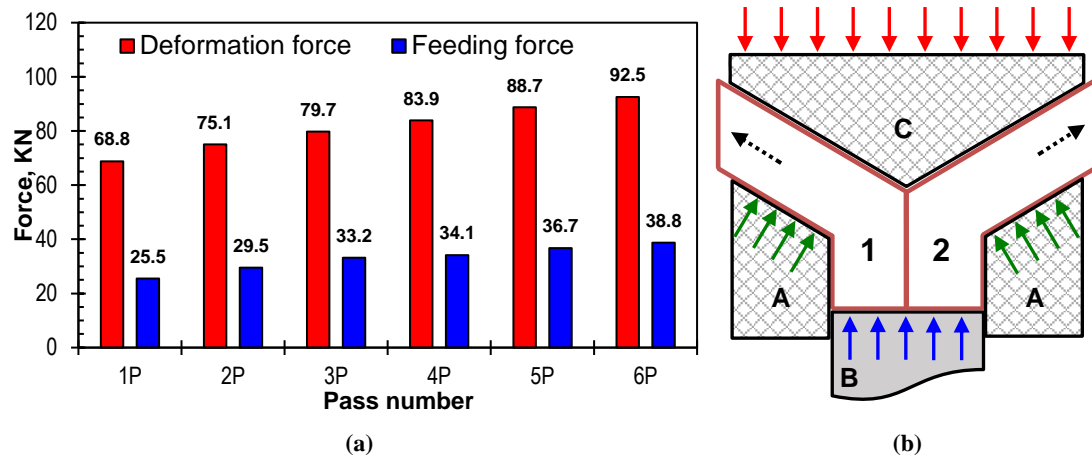 120
100
80
60
40
20
0
Force, KN
Deformation force
Feeding force
68.8
75.1
79.7
83.9
88.7
92.5
25.5
29.5
33.2
34.1
36.7
38.8
1P
2P
3P
4P
5P
6P
Pass number
(a)
C
1
2
A
A
B
(b)